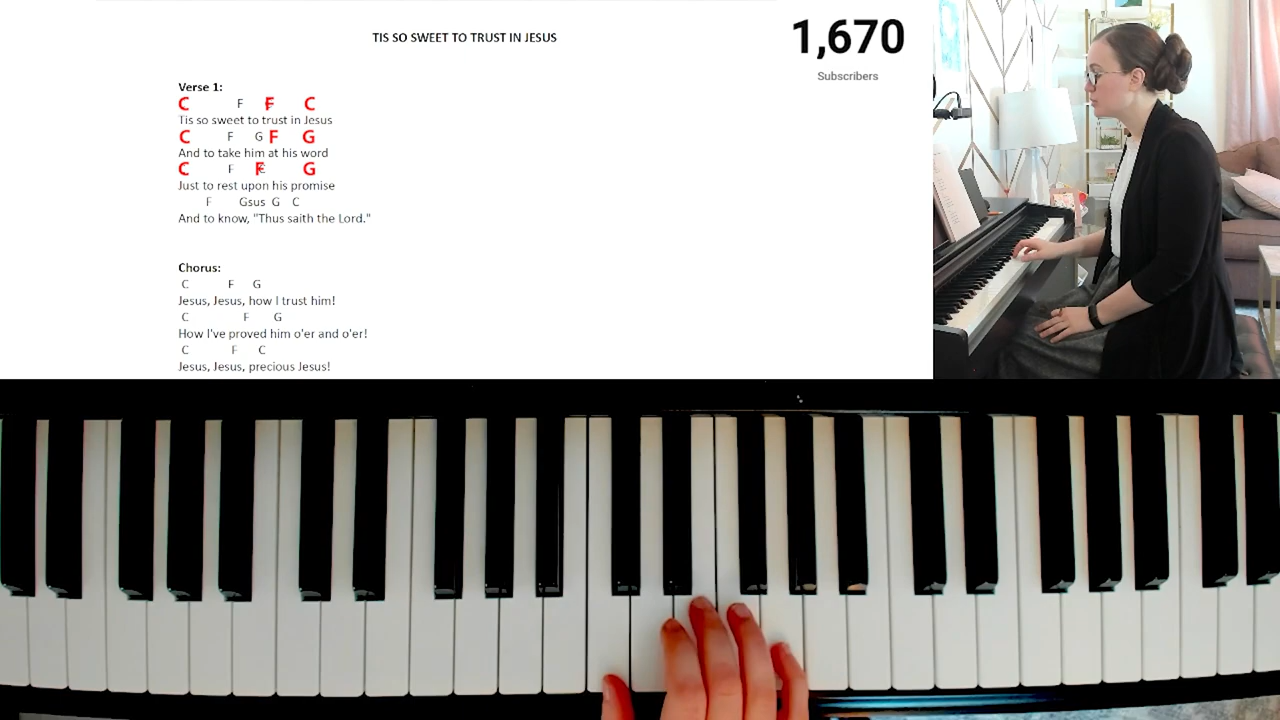 TIS SO SWEET TO TRUST IN JESUS
1,670
Subscribers
Verse 1:
C F F C
Tis so sweet to trust in Jesus
C F G F G
And to take him at his word
C F F G
Just to rest upon his promise
F Gsus G C
And to know, "Thus saith the Lord."
Chorus:
C F G
Jesus, Jesus, how I trust him!
C F G
How I've proved him o'er and o'er!
C F C
Jesus, Jesus, precious Jesus!